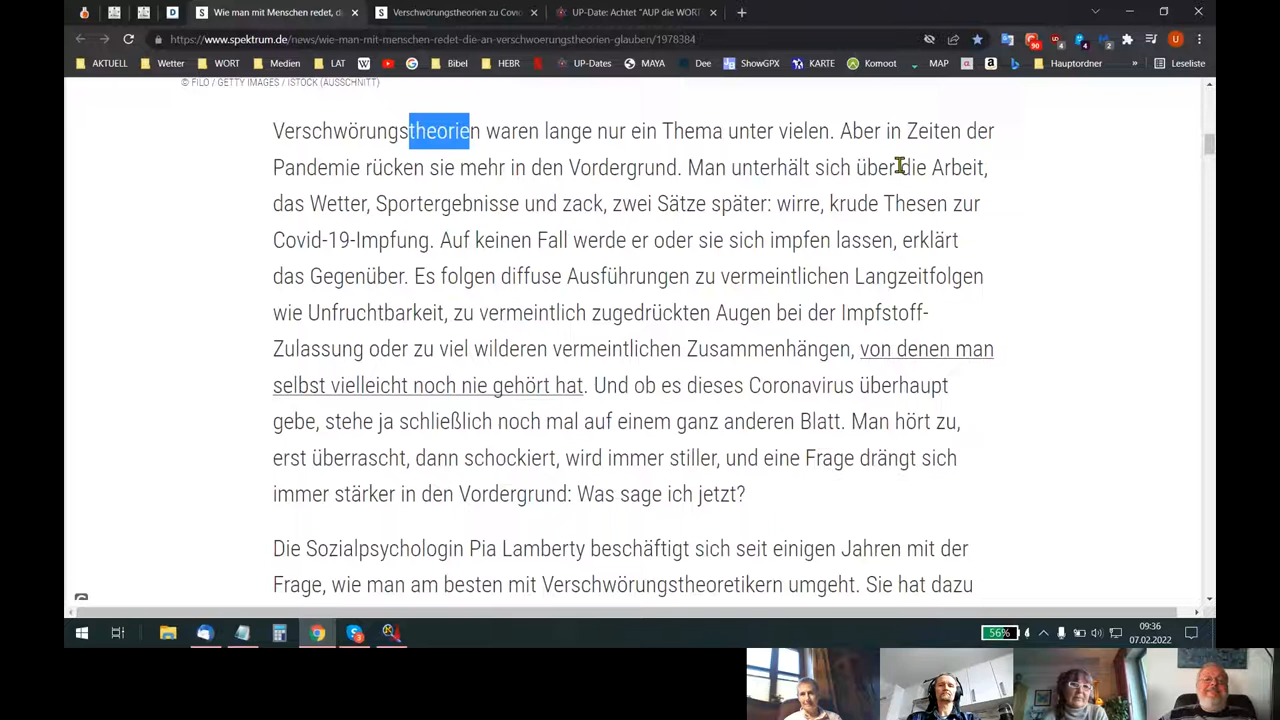 Wie man mit Menschen redet, di
Verschwörungstheorien zu Covi
UP-Date: Achtet "AUP die WORT
https://www.spektrum.de/news/wie-man-mit-menschen-redet-die-an-verschwoerungstheorien-glauben/1978384
AKTUELL Wetter WORT Medien LAT Bibel HEBR UP-Dates MAYA Dee ShowGPX KARTE Komoot MAP Hauptordner » Leseliste
© FILO / GETTY IMAGES / ISTOCK (AUSSCHNITT)
Verschwörungstheorien waren lange nur ein Thema unter vielen. Aber in Zeiten der
Pandemie rücken sie mehr in den Vordergrund. Man unterhält sich über die Arbeit,
das Wetter, Sportergebnisse und zack, zwei Sätze später: wirre, krude Thesen zur
Covid-19-Impfung. Auf keinen Fall werde er oder sie sich impfen lassen, erklärt
das Gegenüber. Es folgen diffuse Ausführungen zu vermeintlichen Langzeitfolgen
wie Unfruchtbarkeit, zu vermeintlich zugedrückten Augen bei der Impfstoff-
Zulassung oder zu viel wilderen vermeintlichen Zusammenhängen, von denen man
selbst vielleicht noch nie gehört hat. Und ob es dieses Coronavirus überhaupt
gebe, stehe ja schließlich noch mal auf einem ganz anderen Blatt. Man hört zu,
erst überrascht, dann schockiert, wird immer stiller, und eine Frage drängt sich
immer stärker in den Vordergrund: Was sage ich jetzt?
Die Sozialpsychologin Pia Lamberty beschäftigt sich seit einigen Jahren mit der
Frage, wie man am besten mit Verschwörungstheoretikern umgeht. Sie hat dazu
56%
09:36
07.02.2022